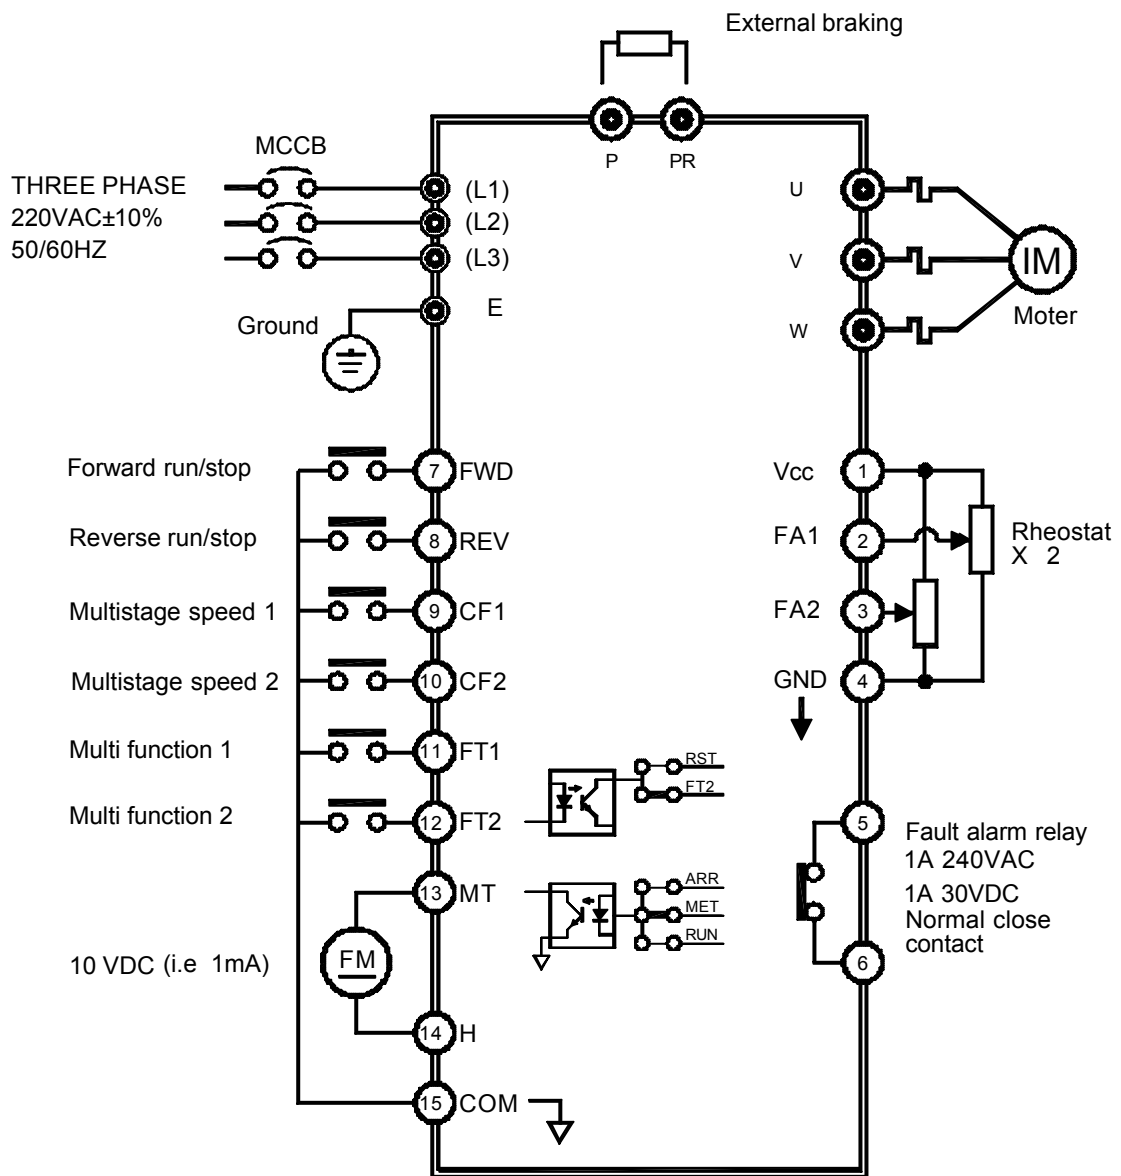 External braking
P
PR
MCCB
THREE PHASE
220VAC±10%
50/60HZ
(L1)
(L2)
(L3)
E
Ground
U
V
W
IM
Moter
Forward run/stop
7
FWD
Reverse run/stop
8
REV
Multistage speed 1
9
CF1
Multistage speed 2
10
CF2
Multi function 1
11
FT1
Multi function 2
12
FT2
13
MT
10 VDC (i.e 1mA)
FM
14
H
15
COM
RST
FT2
ARR
MET
RUN
Vcc
1
FA1
2
FA2
3
GND
4
Rheostat
X 2
5
6
Fault alarm relay
1A 240VAC
1A 30VDC
Normal close
contact